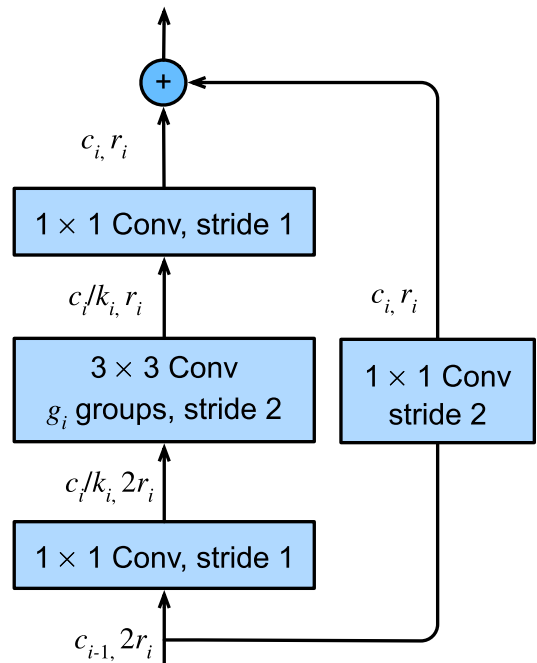 +
c_i, r_i
1 × 1 Conv, stride 1
c_i/k_i, r_i
c_i, r_i
3 × 3 Conv
g_i groups, stride 2
1 × 1 Conv
stride 2
c_i/k_i, 2r_i
1 × 1 Conv, stride 1
c_{i-1}, 2r_i